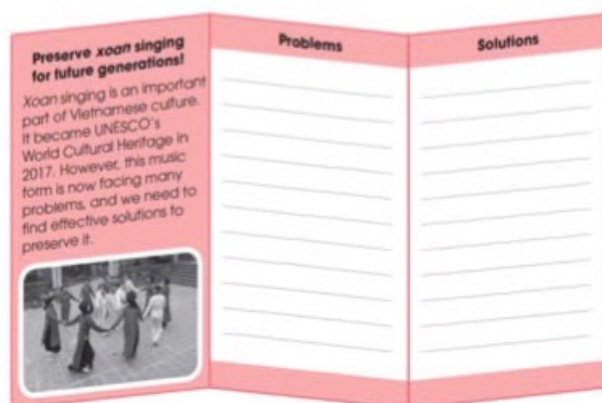 Preserve xoan singing
for future generations!
Xoan singing is an important
part of Vietnamese culture.
It became UNESCO's
World Cultural Heritage in
2017. However, this music
form is now facing many
problems, and we need to
find effective solutions to
preserve it.
Problems
Solutions